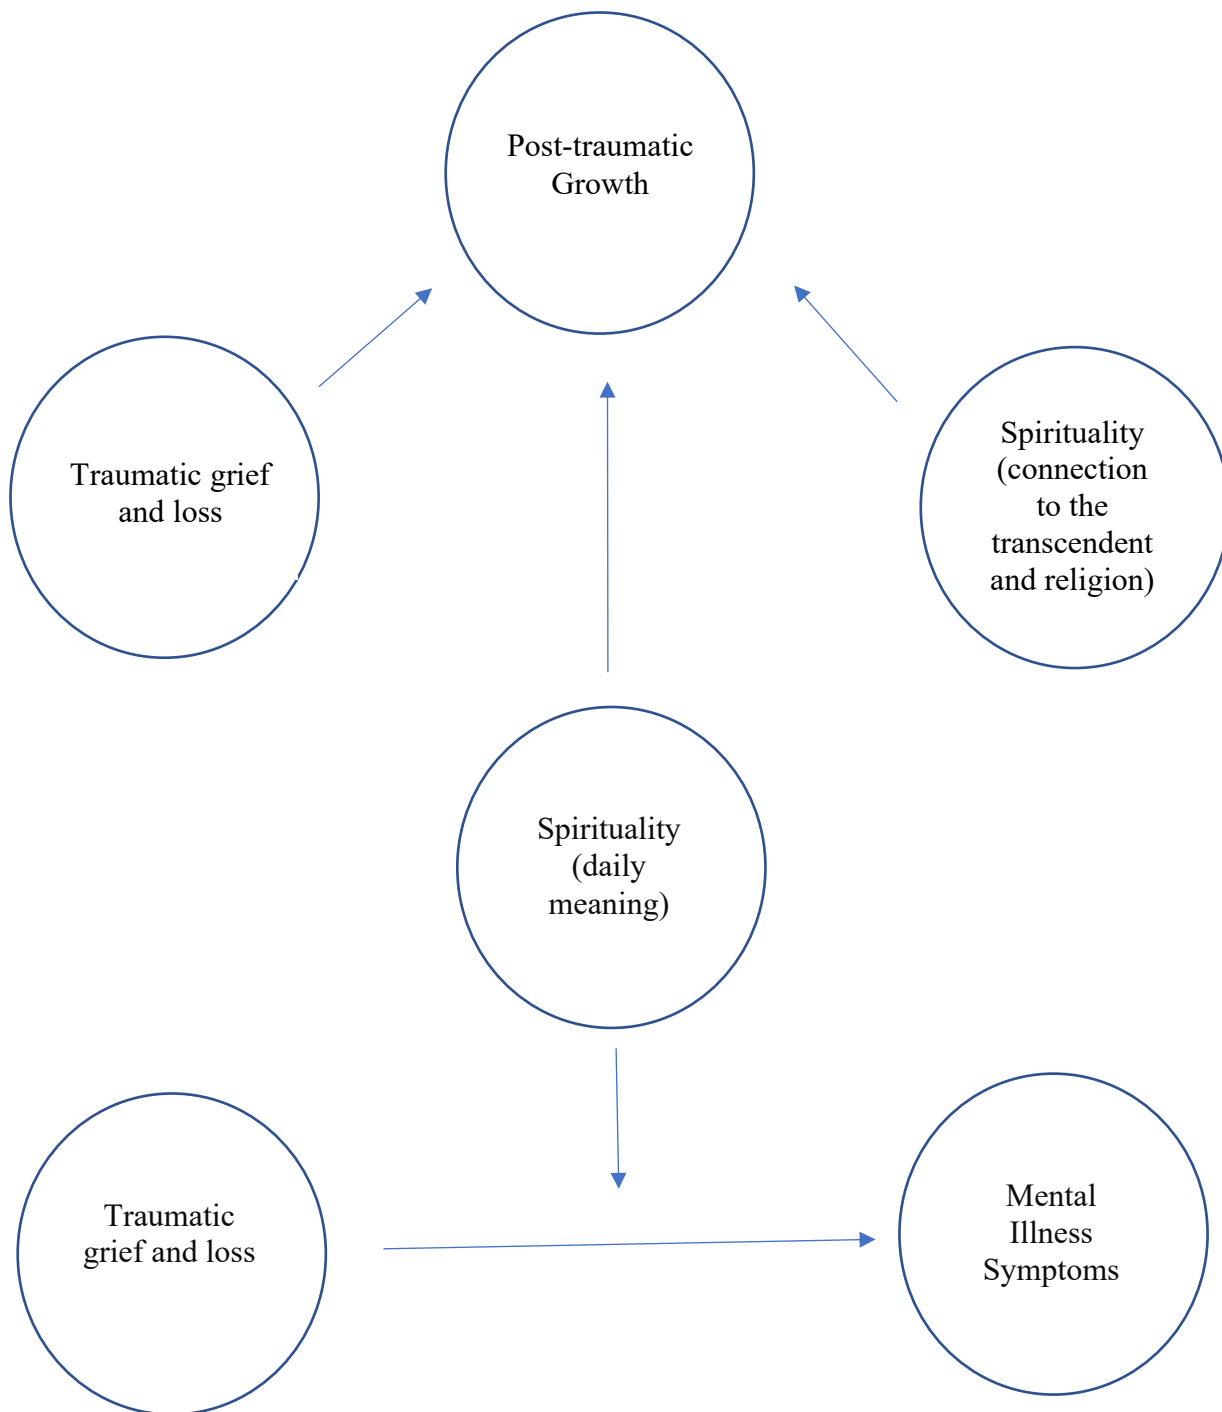 Post-traumatic
Growth
Traumatic grief
and loss
Spirituality
(connection
to the
transcendent
and religion)
Spirituality
(daily
meaning)
Traumatic
grief and loss
Mental
Illness
Symptoms